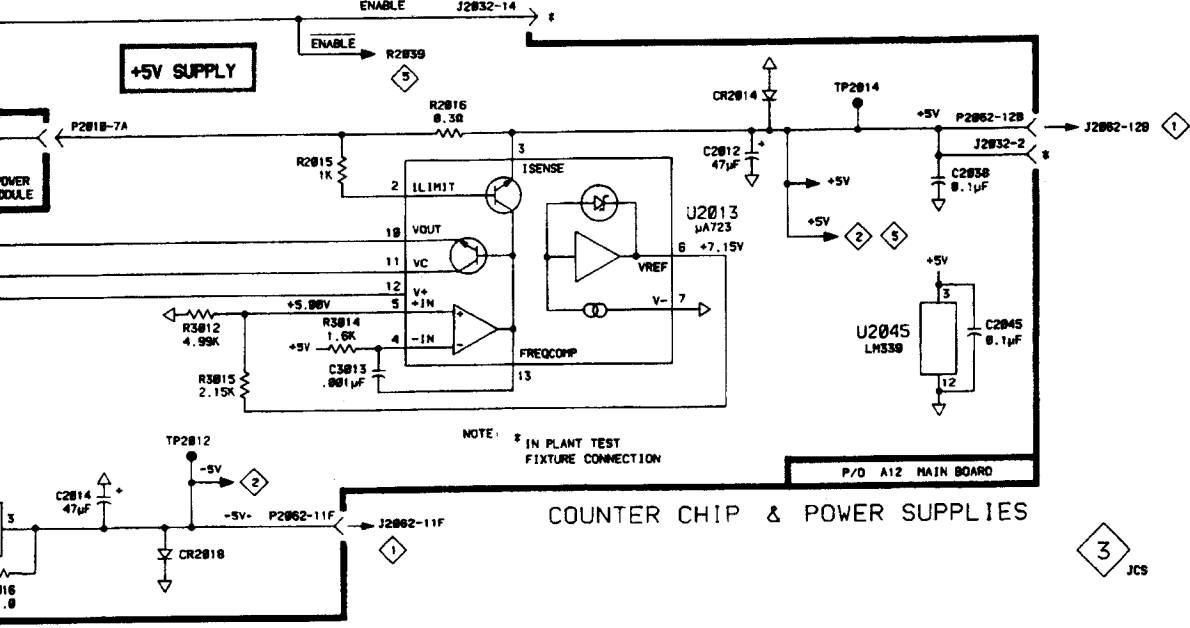 ENABLE
J2032-14
*
ENABLE
R2039
5
+5V SUPPLY
P2010-7A
R2016
0.3Ω
CR2014
TP2014
+5V
P2062-12B
J2062-12B
1
J2032-2
*
POWER
MODULE
R2015
1K
3
ISENSE
2
ILIMIT
C2012
47µF
+
+5V
C2038
0.1µF
+5V
2
5
U2013
µA723
10
VOUT
11
VC
12
V+
5
+IN
+5.00V
6
+7.15V
VREF
V-
7
+5V
3
U2045
LM339
12
C2045
0.1µF
R3012
4.99K
R3014
1.6K
+5V
4
-IN
+
-
FREQCOMP
13
C3013
.001µF
R3015
2.15K
NOTE:
* IN PLANT TEST
FIXTURE CONNECTION
P/O A12 MAIN BOARD
TP2012
-5V
2
C2014
47µF
+
3
-5V-
P2062-11F
J2062-11F
1
CR2018
16
.0
COUNTER CHIP & POWER SUPPLIES
3
JCS